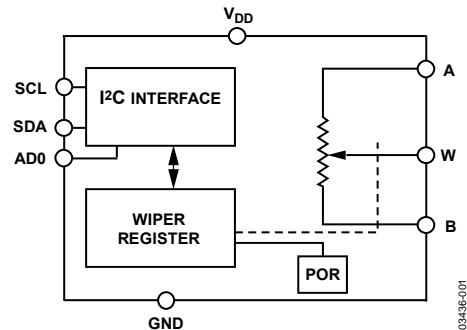 VDD
SCL
SDA
AD0
I2C INTERFACE
WIPER
REGISTER
POR
A
W
B
GND
03436-001